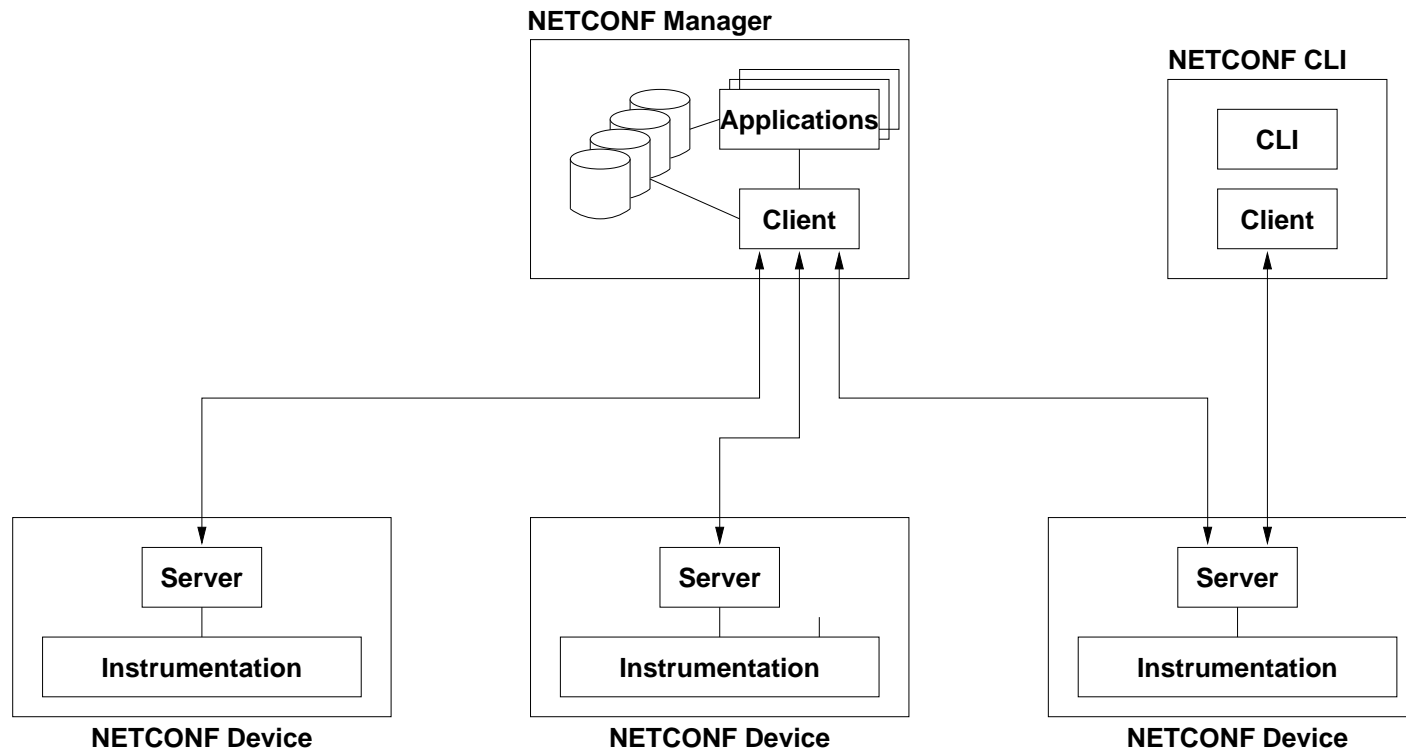 NETCONF Manager
NETCONF CLI
Applications
CLI
Client
Client
Server
Server
Server
Instrumentation
Instrumentation
Instrumentation
NETCONF Device
NETCONF Device
NETCONF Device